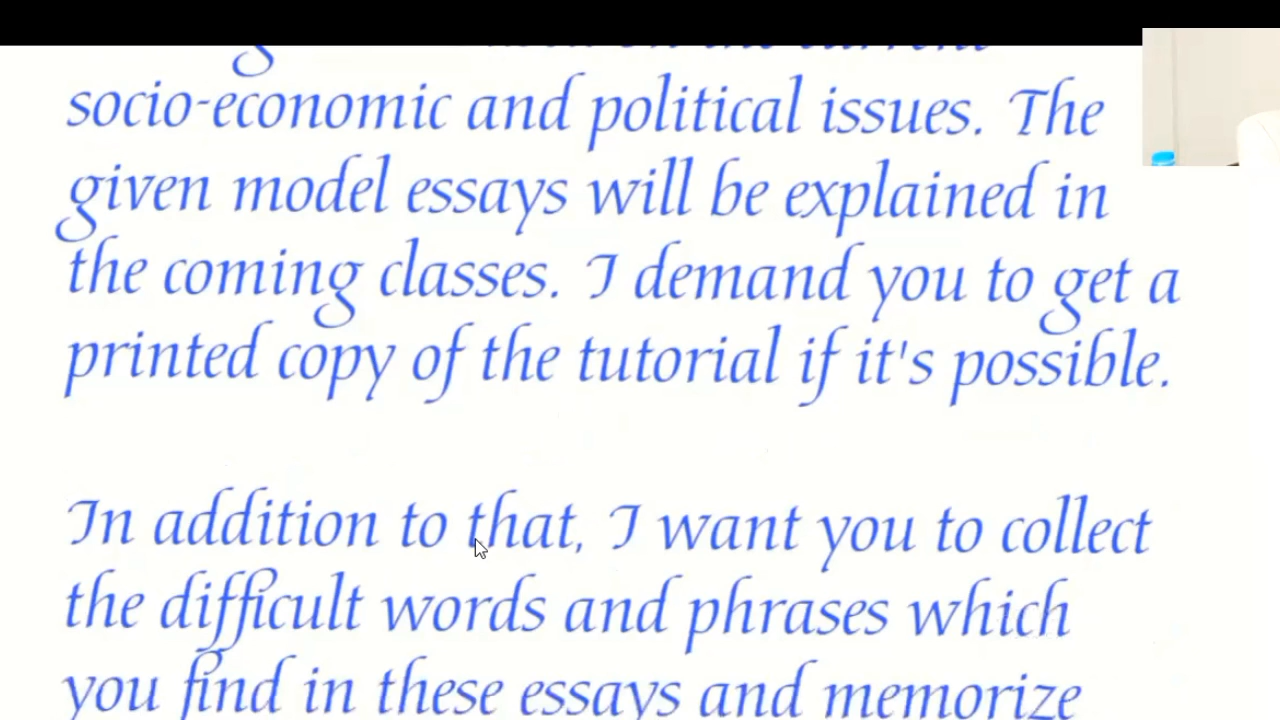 socio-economic and political issues. The
given model essays will be explained in
the coming classes. I demand you to get a
printed copy of the tutorial if it's possible.
In addition to that, I want you to collect
the difficult words and phrases which
you find in these essays and memorize